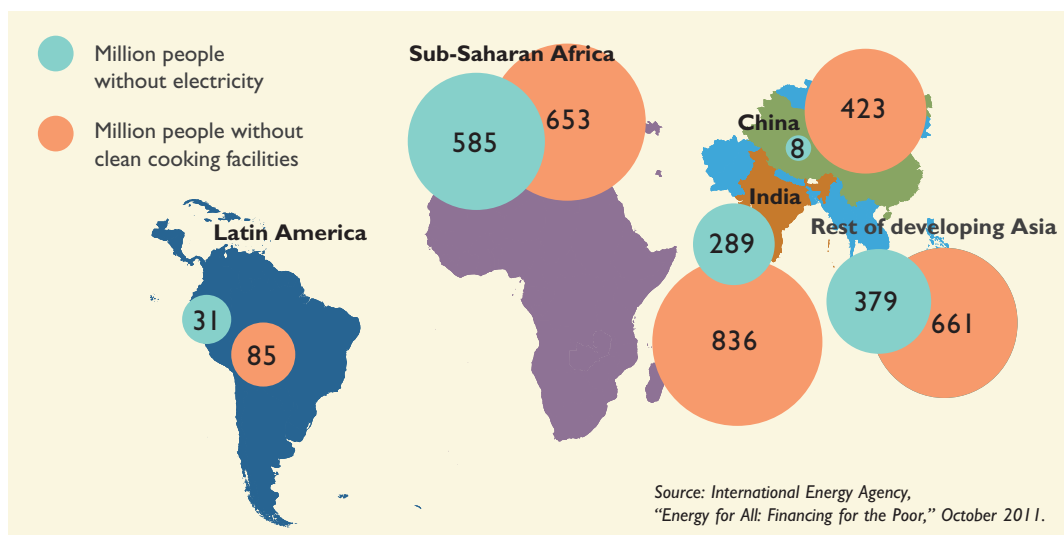 Million people
without electricity
Million people without
clean cooking facilities
Sub-Saharan Africa
585
653
Latin America
31
85
China
8
423
India
289
836
Rest of developing Asia
379
661
Source: International Energy Agency,
“Energy for All: Financing for the Poor,” October 2011.